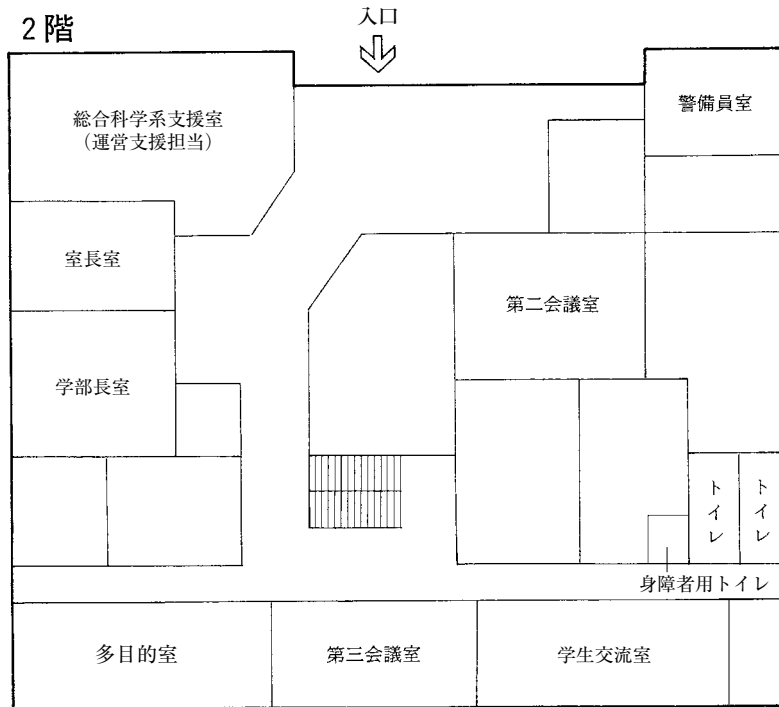 2階
入口
総合科学系支援室
（運営支援担当）
警備員室
室長室
第二会議室
学部長室
トイレ
トイレ
身障者用トイレ
多目的室
第三会議室
学生交流室